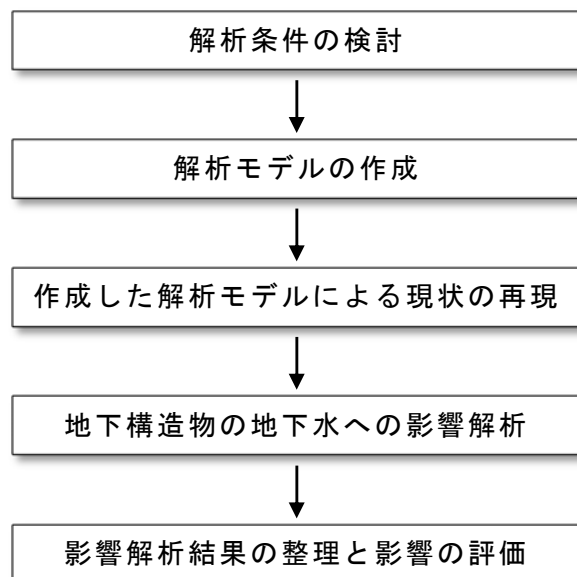 解析条件の検討
解析モデルの作成
作成した解析モデルによる現状の再現
地下構造物の地下水への影響解析
影響解析結果の整理と影響の評価